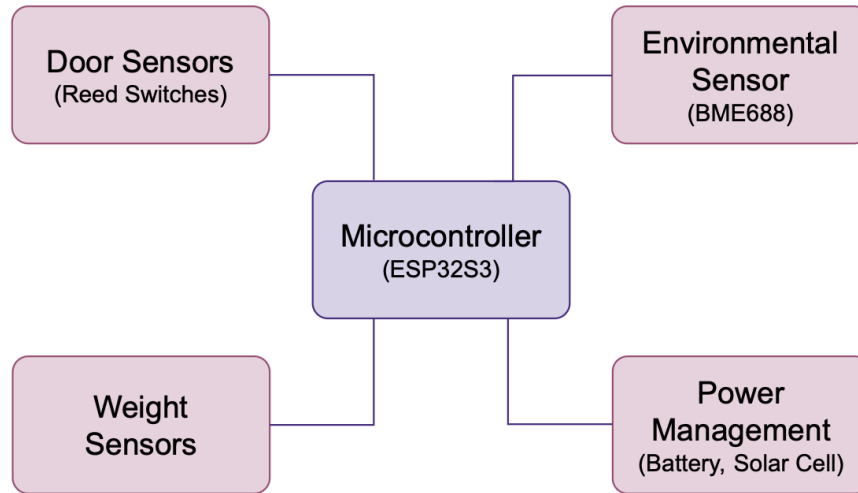 Door Sensors
(Reed Switches)
Environmental
Sensor
(BME688)
Microcontroller
(ESP32S3)
Weight
Sensors
Power
Management
(Battery, Solar Cell)